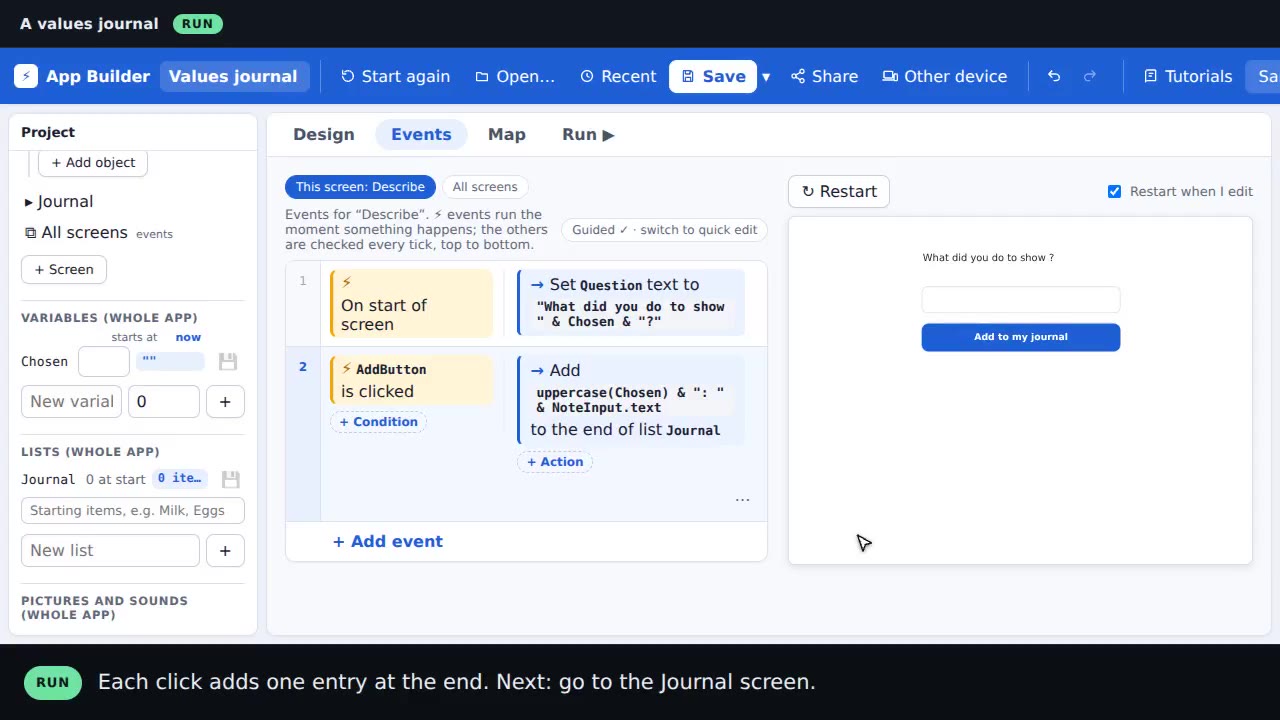 A values journal RUN
⚡ App Builder Values journal Start again Open... Recent Save ▾ Share Other device Tutorials Sa
Project
+ Add object
▸ Journal
⧉ All screens events
+ Screen
VARIABLES (WHOLE APP)
starts at now
Chosen ""
New varial 0 +
LISTS (WHOLE APP)
Journal 0 at start 0 ite…
Starting items, e.g. Milk, Eggs
New list +
PICTURES AND SOUNDS
(WHOLE APP)
Design Events Map Run ▶
This screen: Describe All screens
Events for “Describe”. ⚡ events run the
moment something happens; the others
are checked every tick, top to bottom.
Guided ✓ · switch to quick edit
1
⚡
On start of
screen
→ Set Question text to
"What did you do to show
" & Chosen & "?"
2
⚡ AddButton
is clicked
+ Condition
→ Add
uppercase(Chosen) & ": "
& NoteInput.text
to the end of list Journal
+ Action
…
+ Add event
↻ Restart Restart when I edit
What did you do to show ?
Add to my journal
RUN Each click adds one entry at the end. Next: go to the Journal screen.